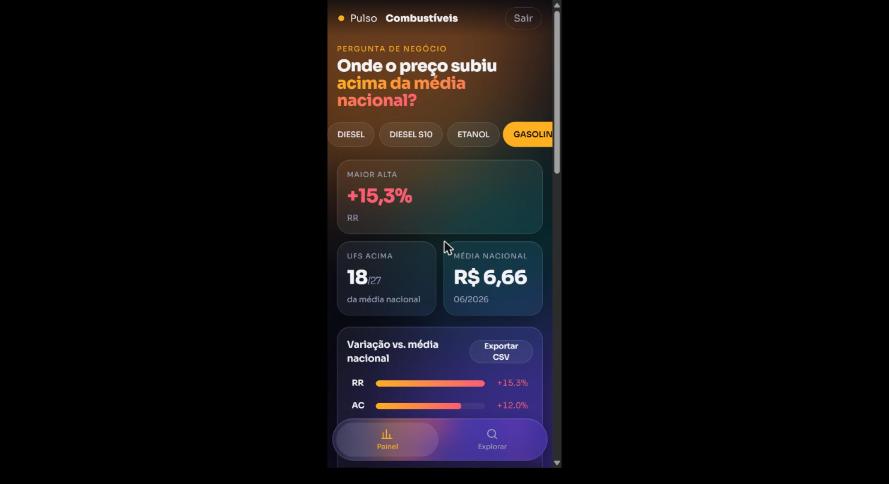 Pulso Combustíveis
Sair
PERGUNTA DE NEGÓCIO
Onde o preço subiu
acima da média
nacional?
DIESEL
DIESEL S10
ETANOL
GASOLIN
MAIOR ALTA
+15,3%
RR
UFS ACIMA
18/27
da média nacional
MÉDIA NACIONAL
R$ 6,66
06/2026
Variação vs. média
nacional
Exportar
CSV
RR
+15.3%
AC
+12.0%
Painel
Explorar